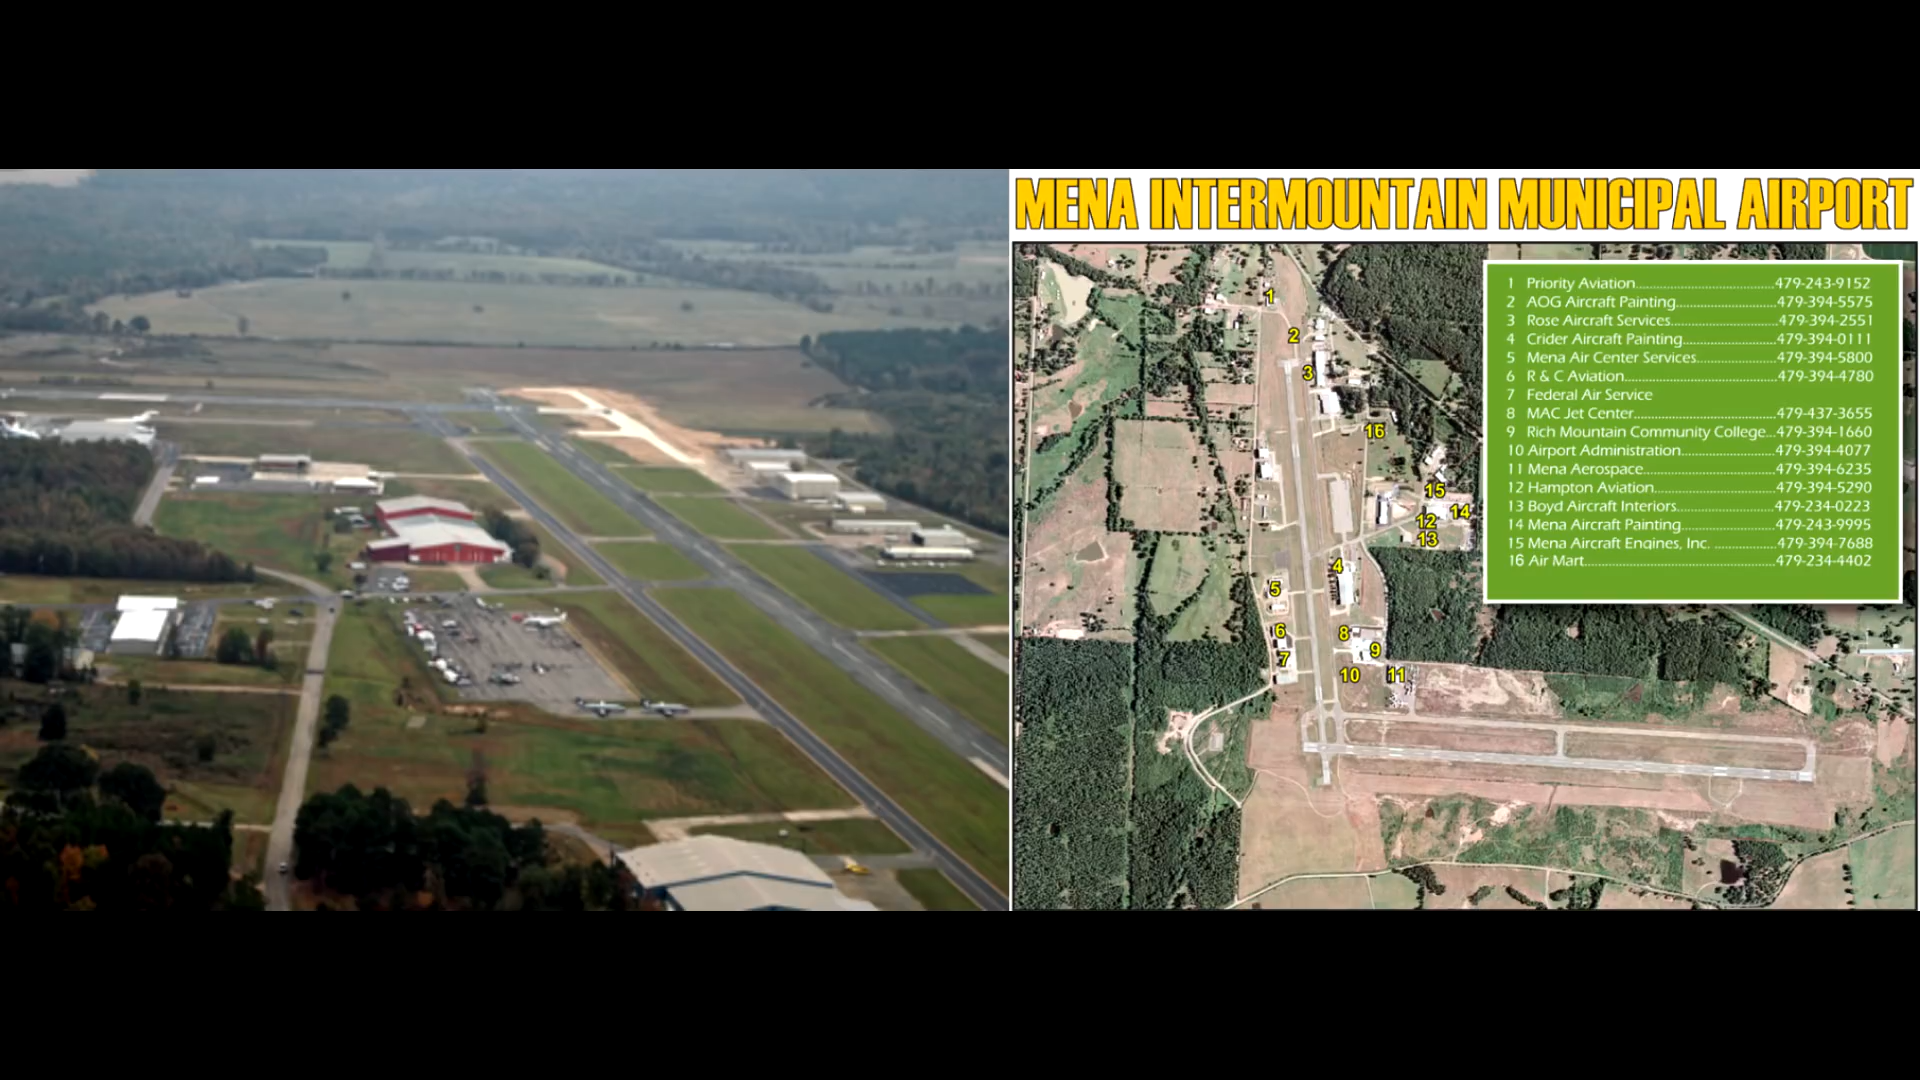 MENA INTERMOUNTAIN MUNICIPAL AIRPORT
1 Priority Aviation...................................479-243-9152
2 AOG Aircraft Painting.........................479-394-5575
3 Rose Aircraft Services...........................479-394-2551
4 Crider Aircraft Painting........................479-394-0111
5 Mena Air Center Services....................479-394-5800
6 R & C Aviation.......................................479-394-4780
7 Federal Air Service
8 MAC Jet Center....................................479-437-3655
9 Rich Mountain Community College...479-394-1660
10 Airport Administration........................479-394-4077
11 Mena Aerospace..................................479-394-6235
12 Hampton Aviation...............................479-394-5290
13 Boyd Aircraft Interiors.........................479-234-0223
14 Mena Aircraft Painting........................479-243-9995
15 Mena Aircraft Engines, Inc. ...............479-394-7688
16 Air Mart................................................479-234-4402
1
2
3
16
15
14
12
13
4
5
6
8
9
7
10
11